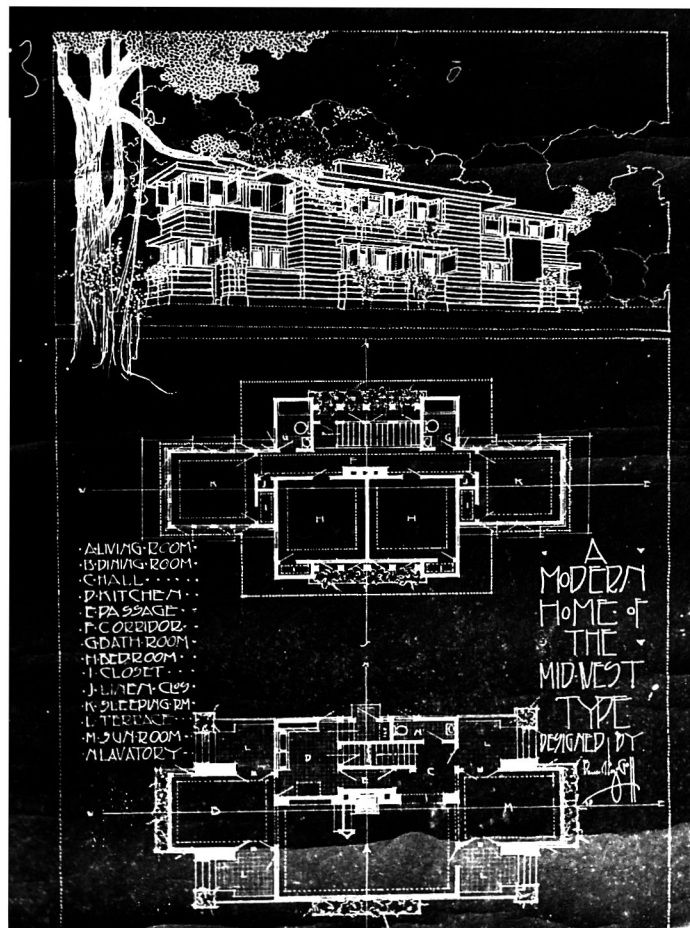 3
A·LIVING·ROOM·
B·DINING·ROOM·
C·HALL·····
D·KITCHEN··
E·PASSAGE··
F·CORRIDOR·
G·BATH·ROOM·
H·BEDROOM··
I·CLOSET··
J·LINEN·CLOS
K·SLEEPING·RM
L·TERRACE·
M·SUN·ROOM·
N·LAVATORY·
A
MODERN
HOME OF
THE
MID·WEST
TYPE
DESIGNED BY
W
K
H
H
K
E
F
G
G
J
J
L
L
D
N
C
D
M
E
L
L